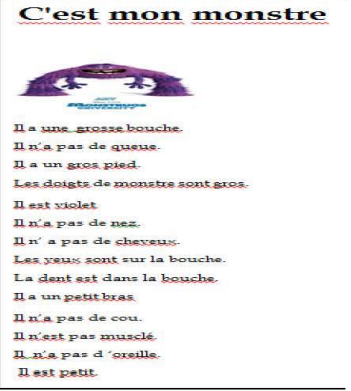 C'est mon monstre
ART
MONSTRUOS
UNIVERSITY
Il a une grosse bouche.
Il n'a pas de queue.
Il a un gros pied.
Les doigts de monstre sont gros.
Il est violet
Il n'a pas de nez.
Il n' a pas de cheveux.
Les yeux sont sur la bouche.
La dent est dans la bouche.
Il a un petit bras
Il n'a pas de cou.
Il n'est pas musclé.
Il n'a pas d 'oreille.
Il est petit.